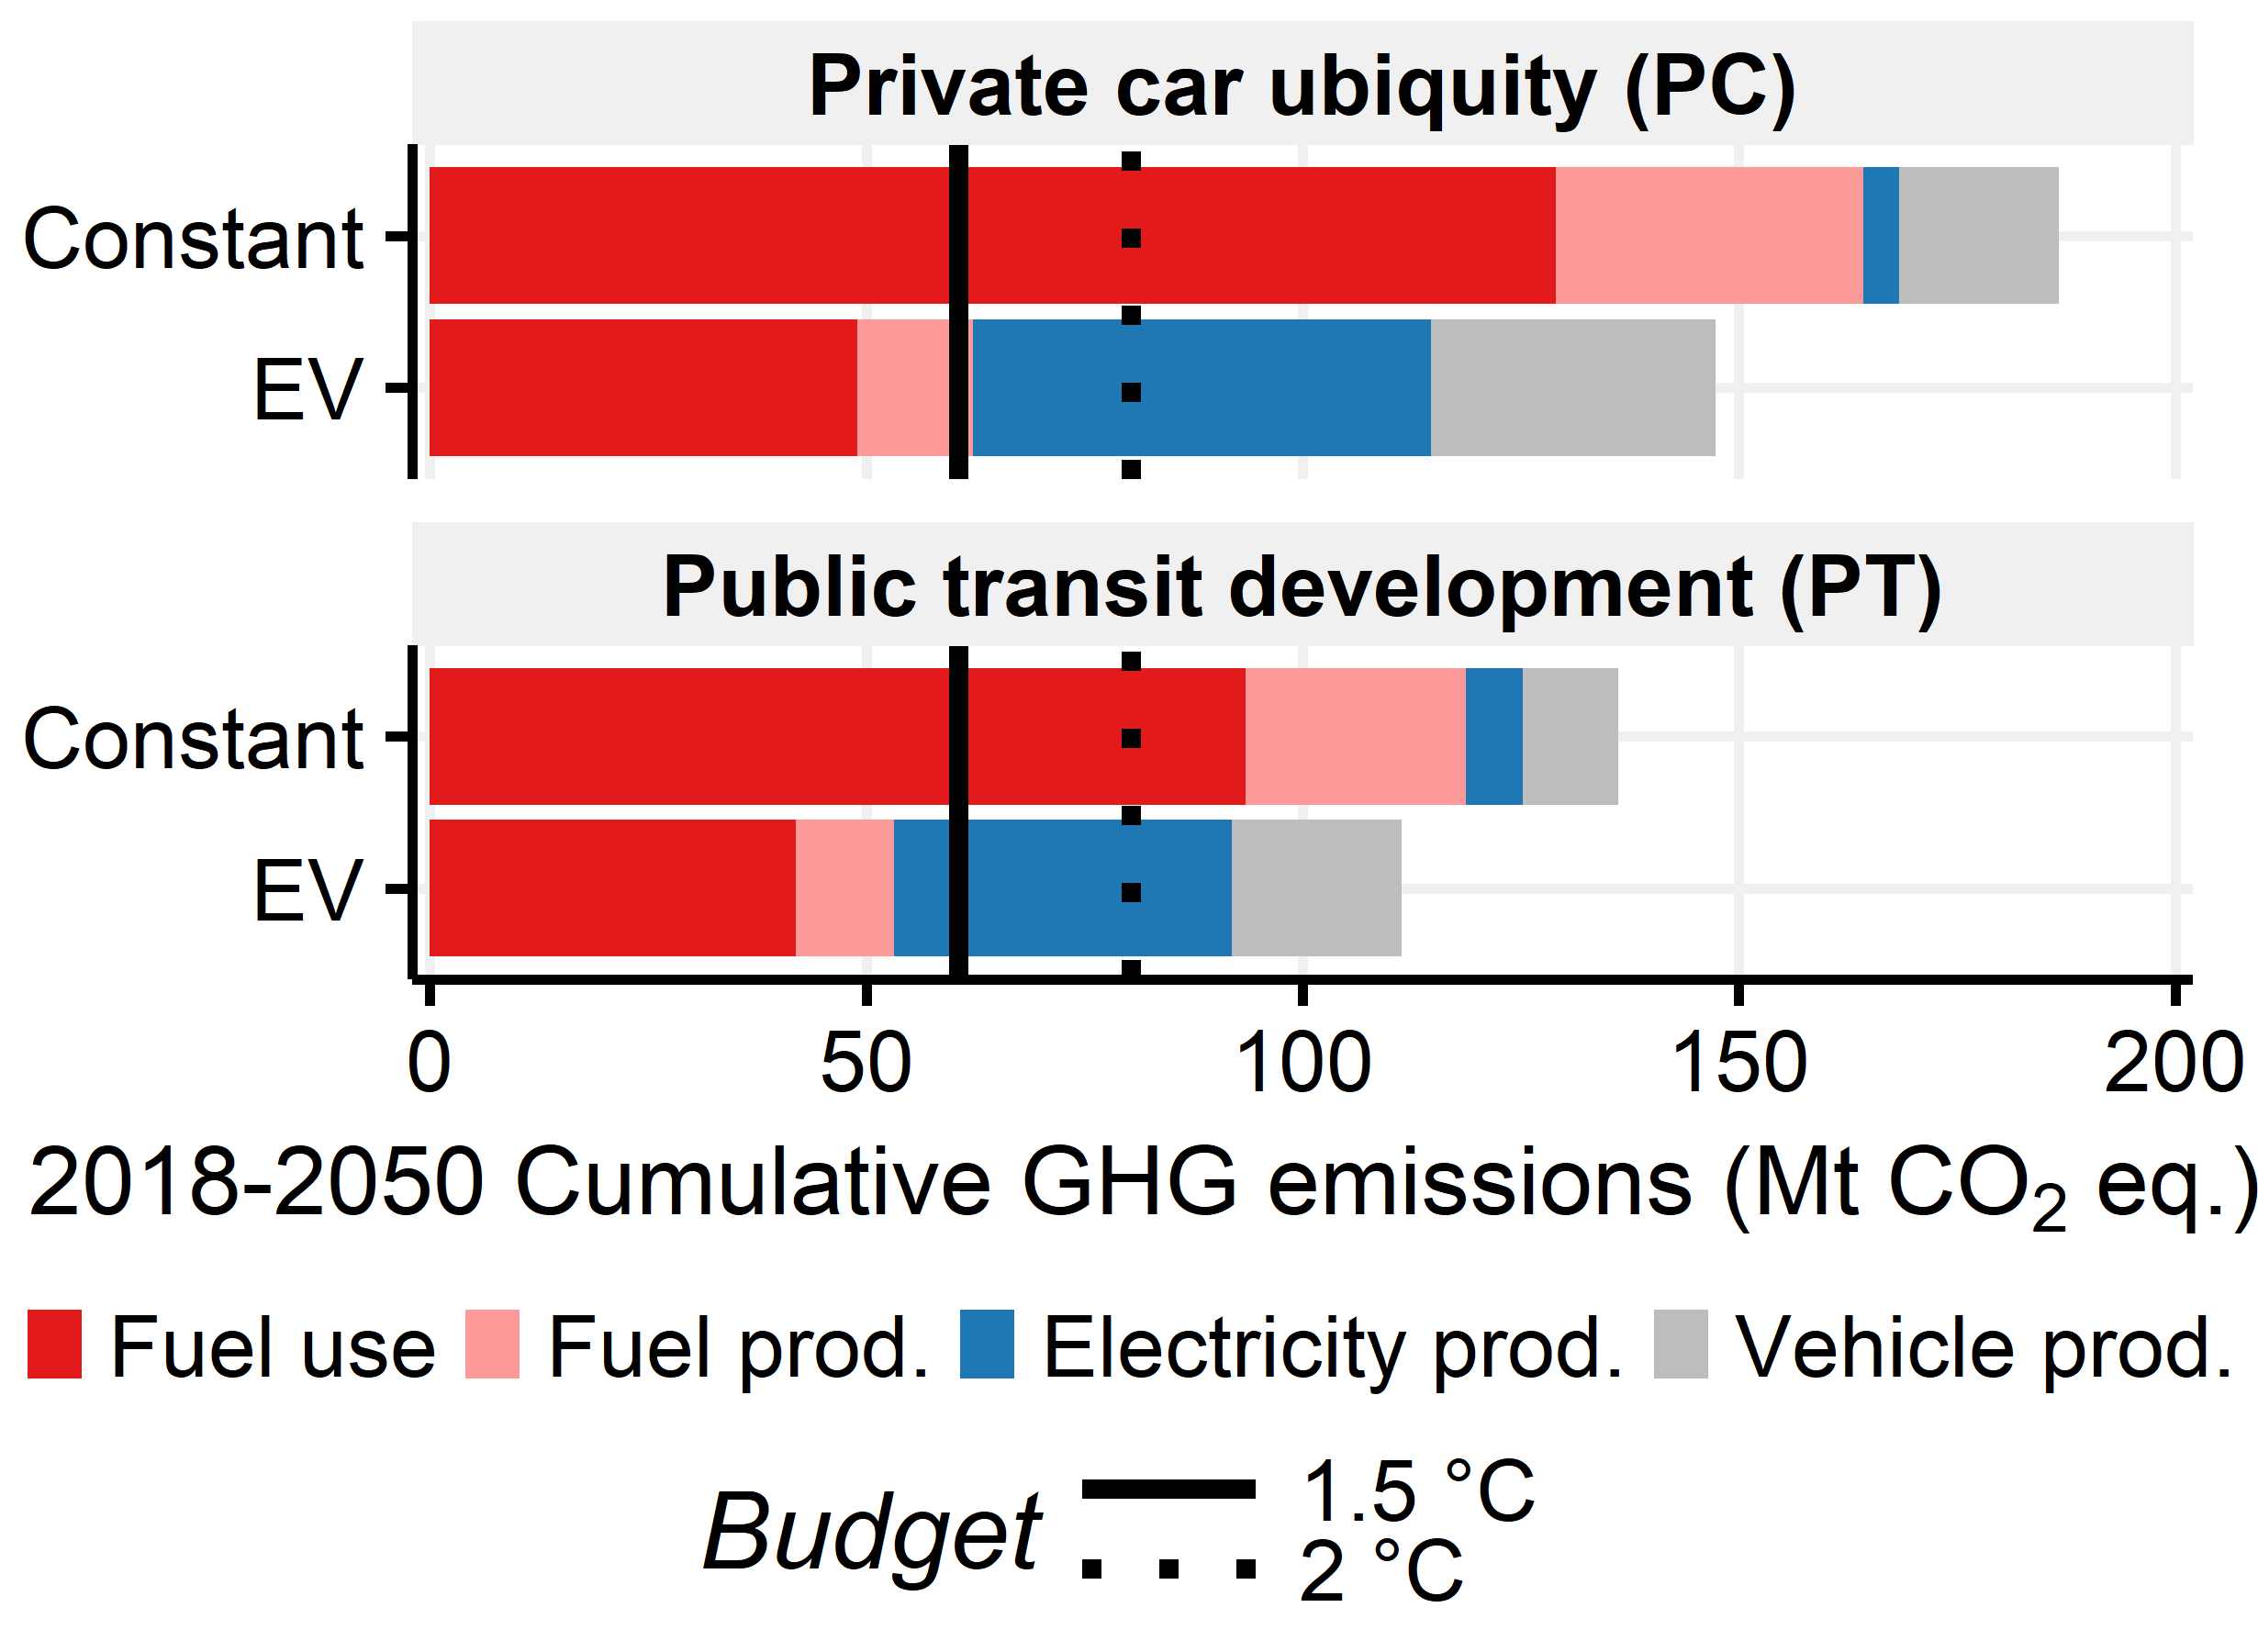 Private car ubiquity (PC)
Constant
EV
Public transit development (PT)
Constant
EV
0 50 100 150 200
2018-2050 Cumulative GHG emissions (Mt CO₂ eq.)
Fuel use Fuel prod. Electricity prod. Vehicle prod.
Budget
1.5 °C
2 °C